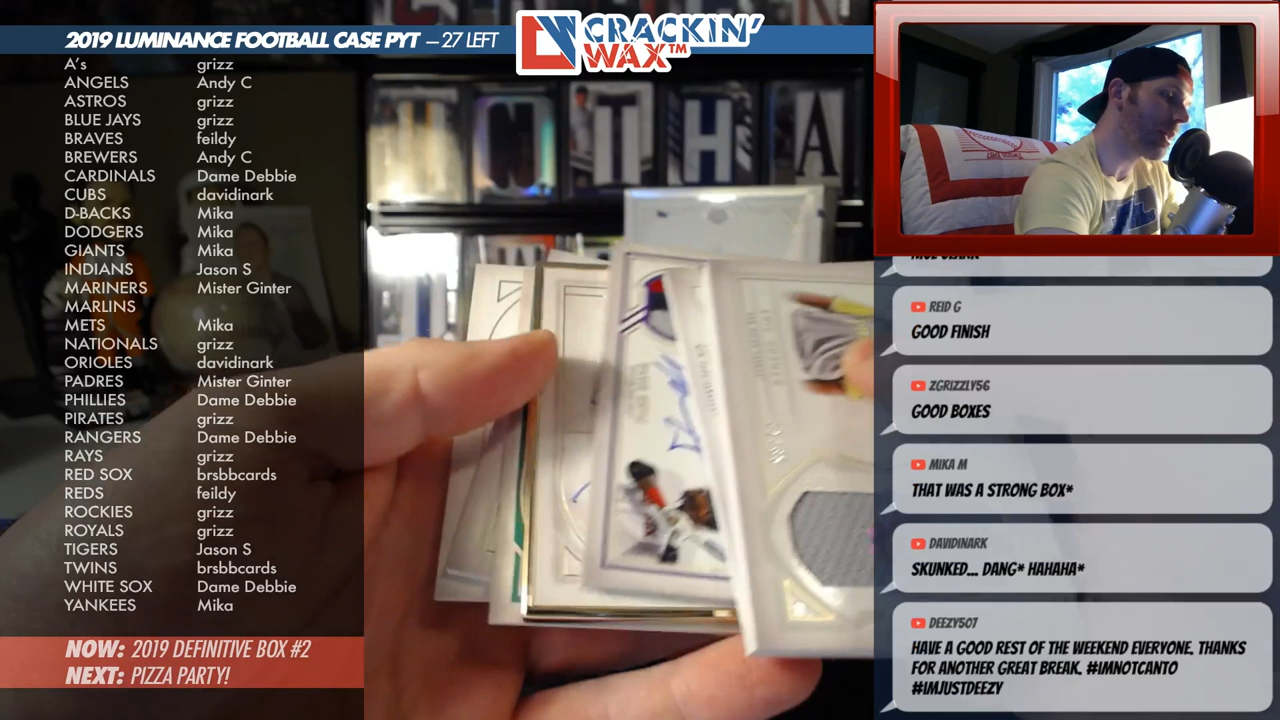 2019 LUMINANCE FOOTBALL CASE PYT – 27 LEFT
CRACKIN'
WAX™
A's grizz
ANGELS Andy C
ASTROS grizz
BLUE JAYS grizz
BRAVES feildy
BREWERS Andy C
CARDINALS Dame Debbie
CUBS davidinark
D-BACKS Mika
DODGERS Mika
GIANTS Mika
INDIANS Jason S
MARINERS Mister Ginter
MARLINS
METS Mika
NATIONALS grizz
ORIOLES davidinark
PADRES Mister Ginter
PHILLIES Dame Debbie
PIRATES grizz
RANGERS Dame Debbie
RAYS grizz
RED SOX brsbbcards
REDS feildy
ROCKIES grizz
ROYALS grizz
TIGERS Jason S
TWINS brsbbcards
WHITE SOX Dame Debbie
YANKEES Mika
NOW: 2019 DEFINITIVE BOX #2
NEXT: PIZZA PARTY!
N T H A
REID G
GOOD FINISH
ZGRIZZLY56
GOOD BOXES
MIKA M
THAT WAS A STRONG BOX*
DAVIDINARK
SKUNKED... DANG* HAHAHA*
DEEZY507
HAVE A GOOD REST OF THE WEEKEND EVERYONE. THANKS
FOR ANOTHER GREAT BREAK. #IMNOTCANTO
#IMJUSTDEEZY